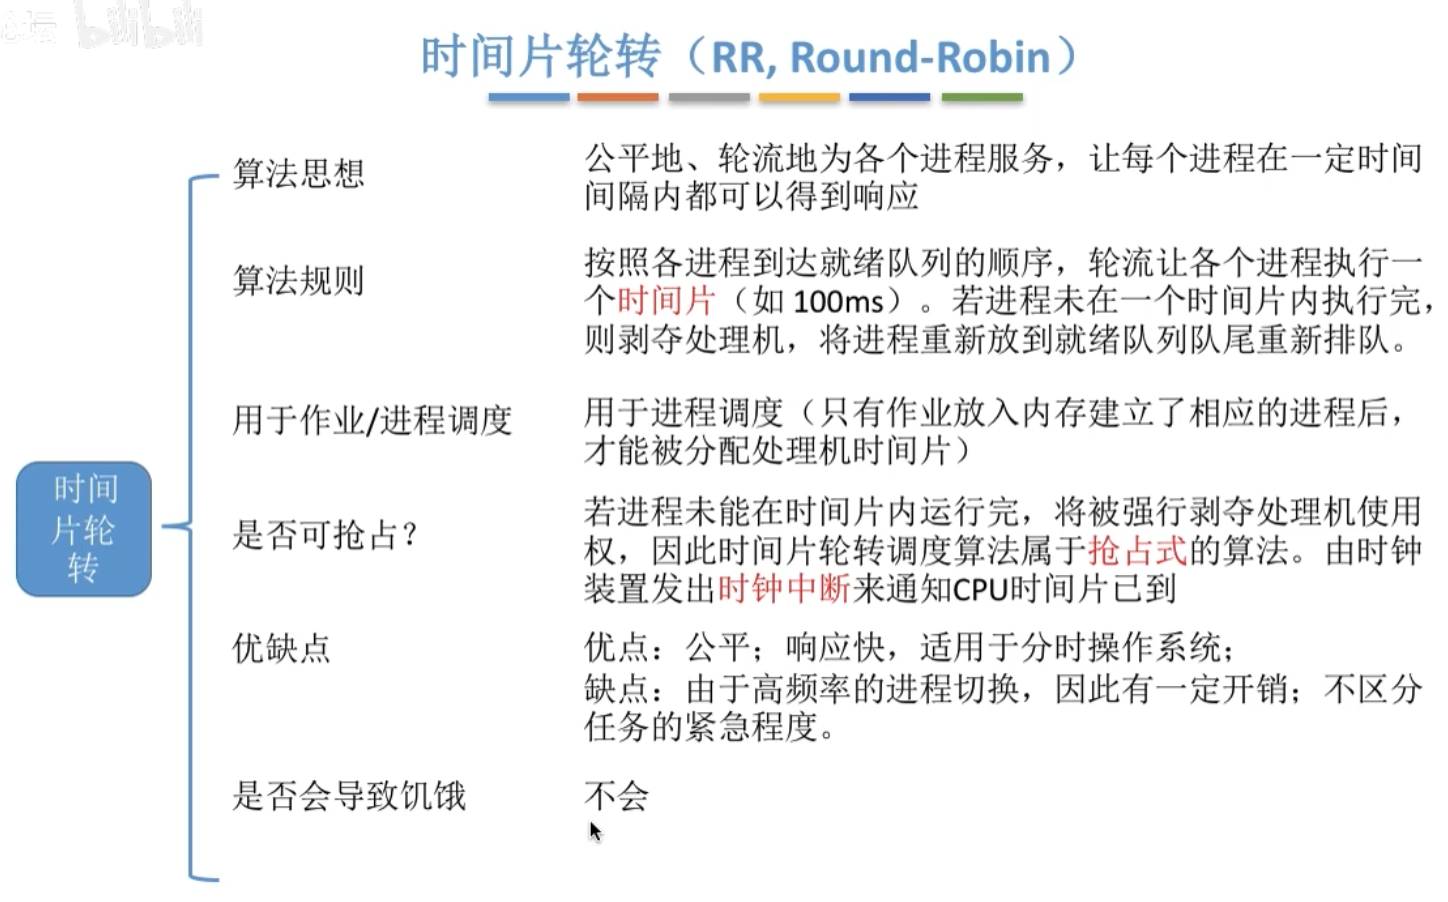 bilibili
时间片轮转（RR, Round-Robin）
算法思想
公平地、轮流地为各个进程服务，让每个进程在一定时间
间隔内都可以得到响应
算法规则
按照各进程到达就绪队列的顺序，轮流让各个进程执行一
个时间片（如 100ms）。若进程未在一个时间片内执行完，
则剥夺处理机，将进程重新放到就绪队列队尾重新排队。
用于作业/进程调度
用于进程调度（只有作业放入内存建立了相应的进程后，
才能被分配处理机时间片）
时间
片轮
转
是否可抢占？
若进程未能在时间片内运行完，将被强行剥夺处理机使用
权，因此时间片轮转调度算法属于抢占式的算法。由时钟
装置发出时钟中断来通知CPU时间片已到
优缺点
优点：公平；响应快，适用于分时操作系统；
缺点：由于高频率的进程切换，因此有一定开销；不区分
任务的紧急程度。
是否会导致饥饿
不会